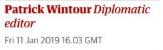 Patrick Wintour Diplomatic
editor
Fri 11 Jan 2019 16.03 GMT